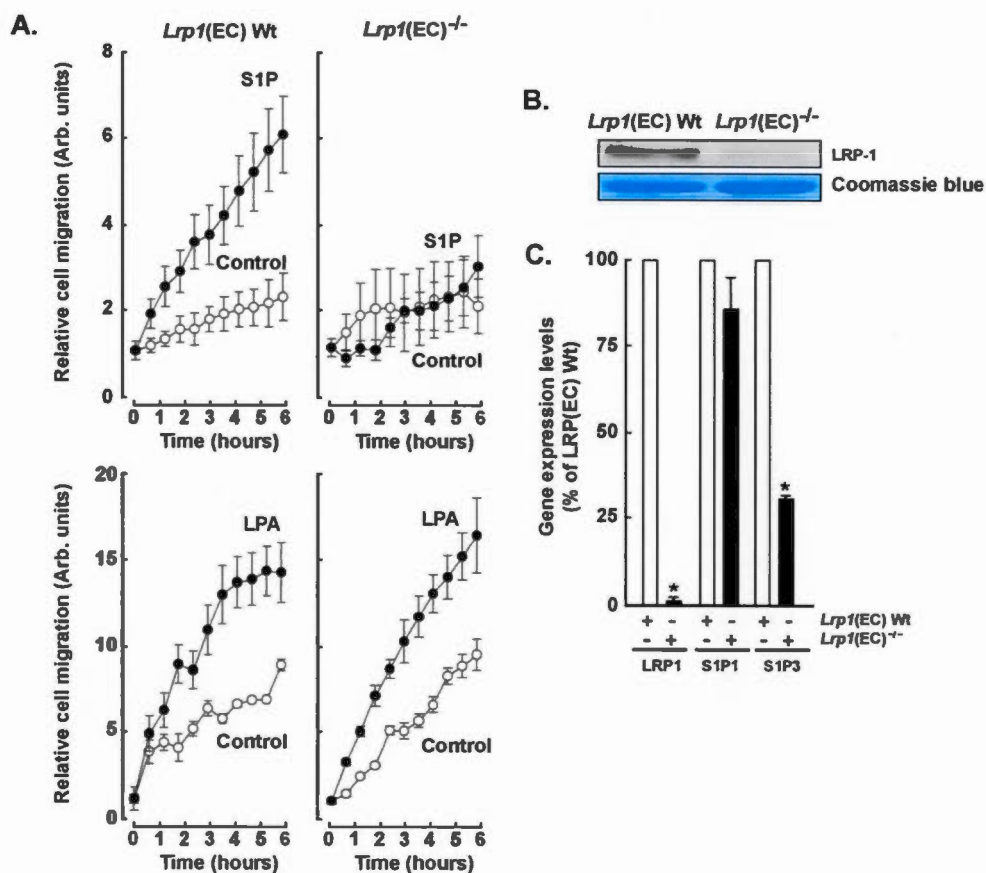 A.
Lrp1(EC) Wt
Lrp1(EC)-/-
Relative cell migration (Arb. units)
8
6
4
2
0
S1P
Control
S1P
Control
0 1 2 3 4 5 6
Time (hours)
0 1 2 3 4 5 6
Time (hours)
Relative cell migration (Arb. units)
20
15
10
5
0
LPA
Control
LPA
Control
0 1 2 3 4 5 6
Time (hours)
0 1 2 3 4 5 6
Time (hours)
B.
Lrp1(EC) Wt Lrp1(EC)-/-
LRP-1
Coomassie blue
C.
Gene expression levels
(% of LRP(EC) Wt)
100
75
50
25
0
*
*
+ - + - + - Lrp1(EC) Wt
- + - + - + Lrp1(EC)-/-
LRP1 S1P1 S1P3